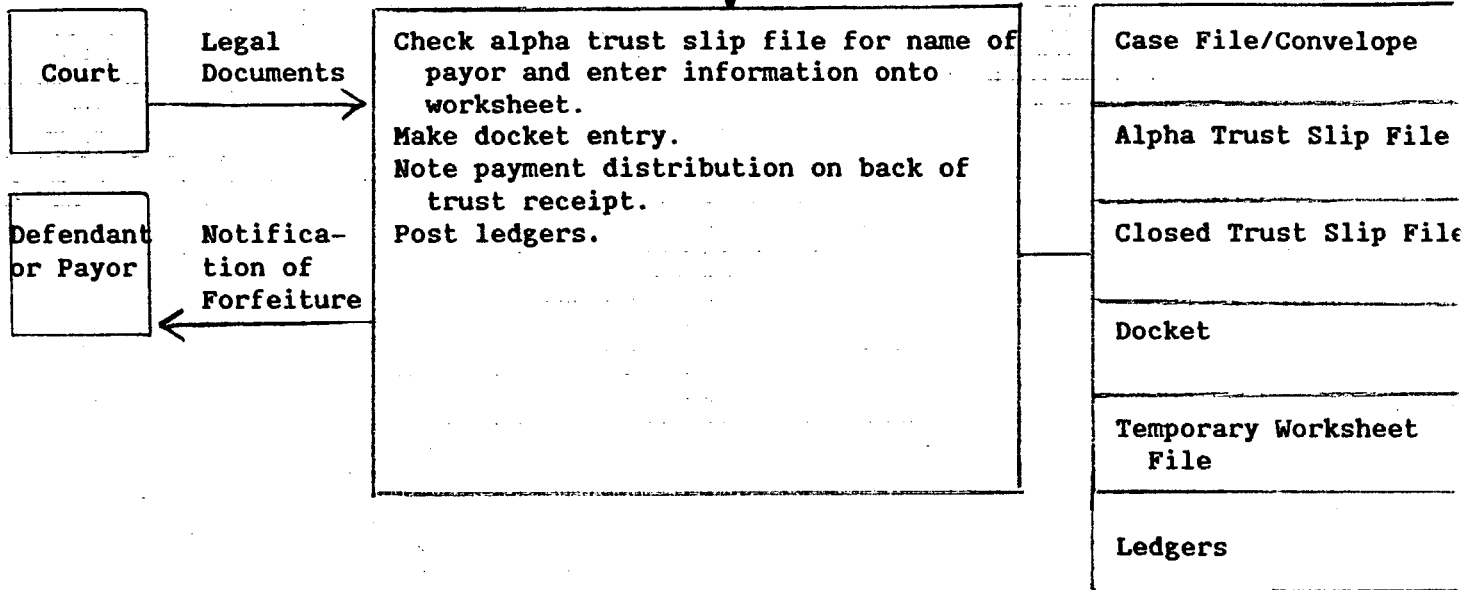 Court
Legal
Documents
Defendant
or Payor
Notifica-
tion of
Forfeiture
Check alpha trust slip file for name of
payor and enter information onto
worksheet.
Make docket entry.
Note payment distribution on back of
trust receipt.
Post ledgers.
Case File/Convelope
Alpha Trust Slip File
Closed Trust Slip File
Docket
Temporary Worksheet
File
Ledgers